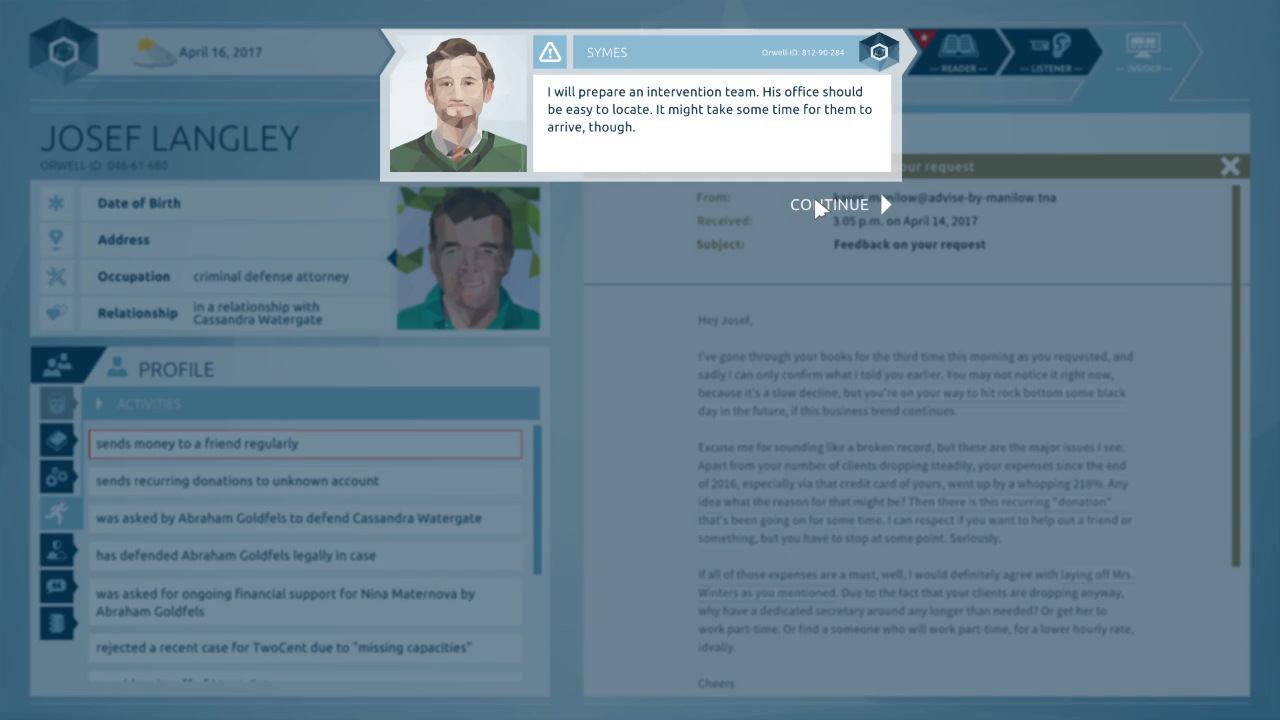 April 16, 2017
SYMES
Orwell-ID: 812-90-284
READER
LISTENER
INSIDER
I will prepare an intervention team. His office should
be easy to locate. It might take some time for them to
arrive, though.
CONTINUE
JOSEF LANGLEY
ORWELL-ID: 046-61-680
Date of Birth
Address
Occupation criminal defense attorney
Relationship in a relationship with
Cassandra Watergate
PROFILE
ACTIVITIES
sends money to a friend regularly
sends recurring donations to unknown account
was asked by Abraham Goldfels to defend Cassandra Watergate
has defended Abraham Goldfels legally in case
was asked for ongoing financial support for Nina Maternova by
Abraham Goldfels
rejected a recent case for TwoCent due to "missing capacities"
our request
From: karen.manilow@advise-by-manilow.tna
Received: 3.05 p.m. on April 14, 2017
Subject: Feedback on your request
Hey Josef,
I've gone through your books for the third time this morning as you requested, and
sadly I can only confirm what I told you earlier. You may not notice it right now,
because it's a slow decline, but you're on your way to hit rock bottom some black
day in the future, if this business trend continues.
Excuse me for sounding like a broken record, but these are the major issues I see:
Apart from your number of clients dropping steadily, your expenses since the end
of 2016, especially via that credit card of yours, went up by a whopping 218%. Any
idea what the reason for that might be? Then there is this recurring "donation"
that's been going on for some time. I can respect if you want to help out a friend or
something, but you have to stop at some point. Seriously.
If all of those expenses are a must, well, I would definitely agree with laying off Mrs.
Winters as you mentioned. Due to the fact that your clients are dropping anyway,
why have a dedicated secretary around any longer than needed? Or get her to
work part-time. Or find a someone who will work part-time, for a lower hourly rate,
ideally.
Cheers